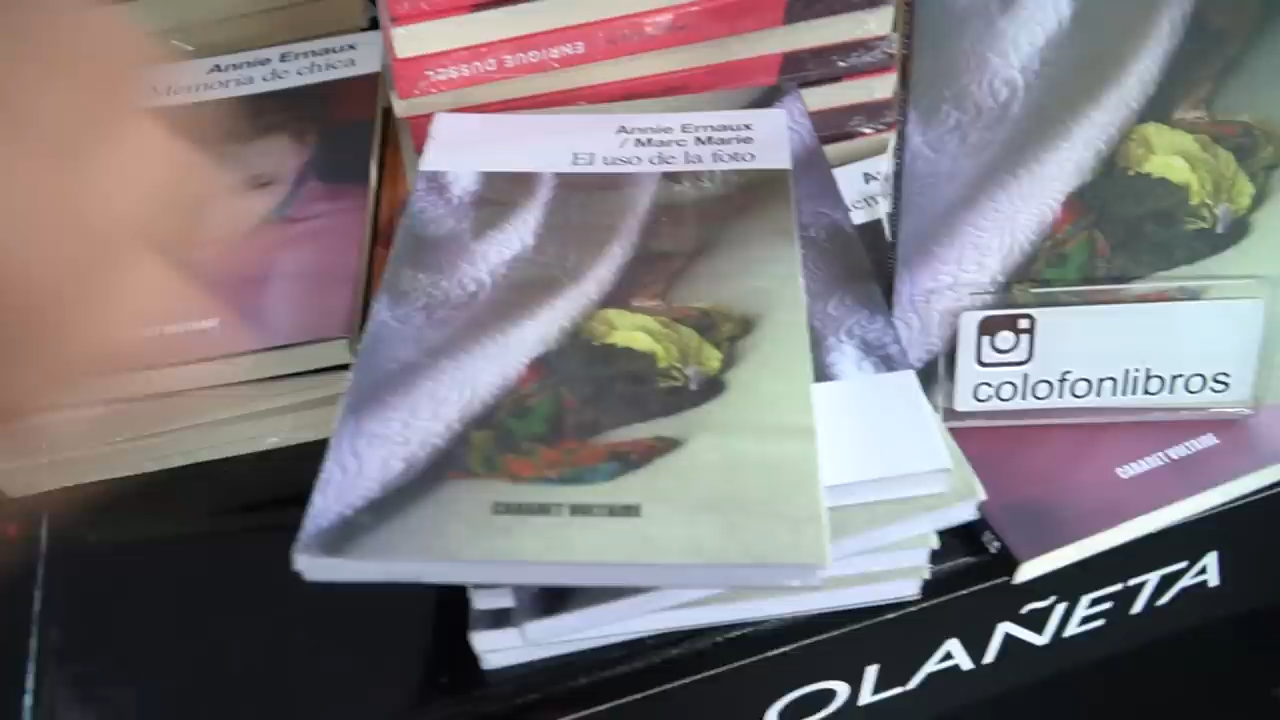 Annie Ernaux
Memoria de chica
ENRIQUE DUSSEL
Annie Ernaux
/ Marc Marie
El uso de la foto
CABARET VOLTAIRE
colofonlibros
CABARET VOLTAIRE
OLAÑETA